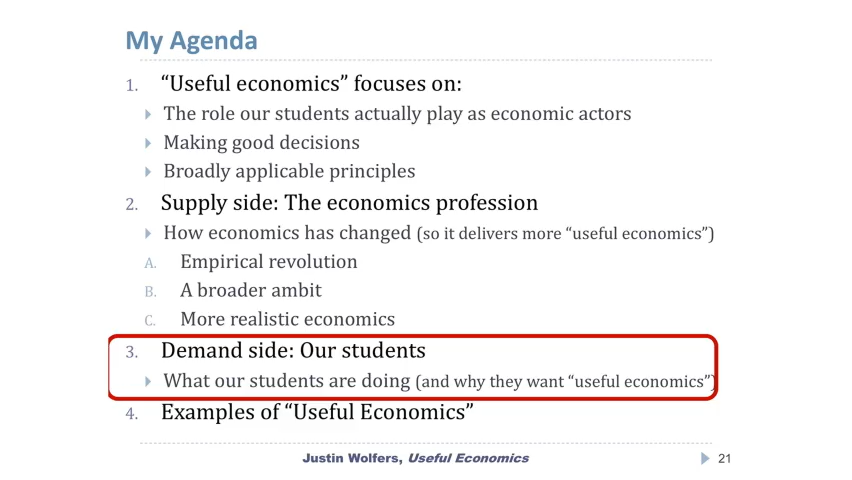 My Agenda
1. “Useful economics” focuses on:
The role our students actually play as economic actors
Making good decisions
Broadly applicable principles
2. Supply side: The economics profession
How economics has changed (so it delivers more “useful economics”)
A. Empirical revolution
B. A broader ambit
C. More realistic economics
3. Demand side: Our students
What our students are doing (and why they want “useful economics”)
4. Examples of “Useful Economics”
Justin Wolfers, Useful Economics
21